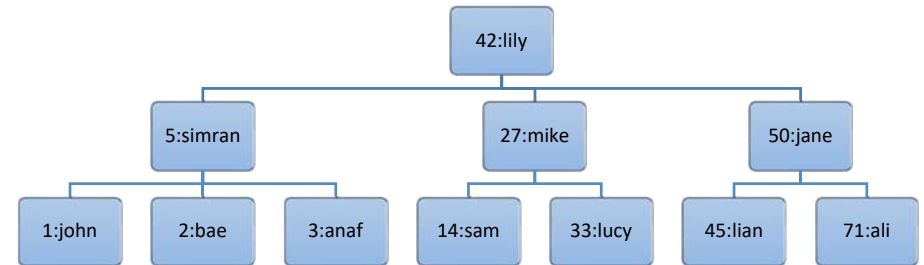 42:lily
5:simran
27:mike
50:jane
1:john
2:bae
3:anaf
14:sam
33:lucy
45:lian
71:ali